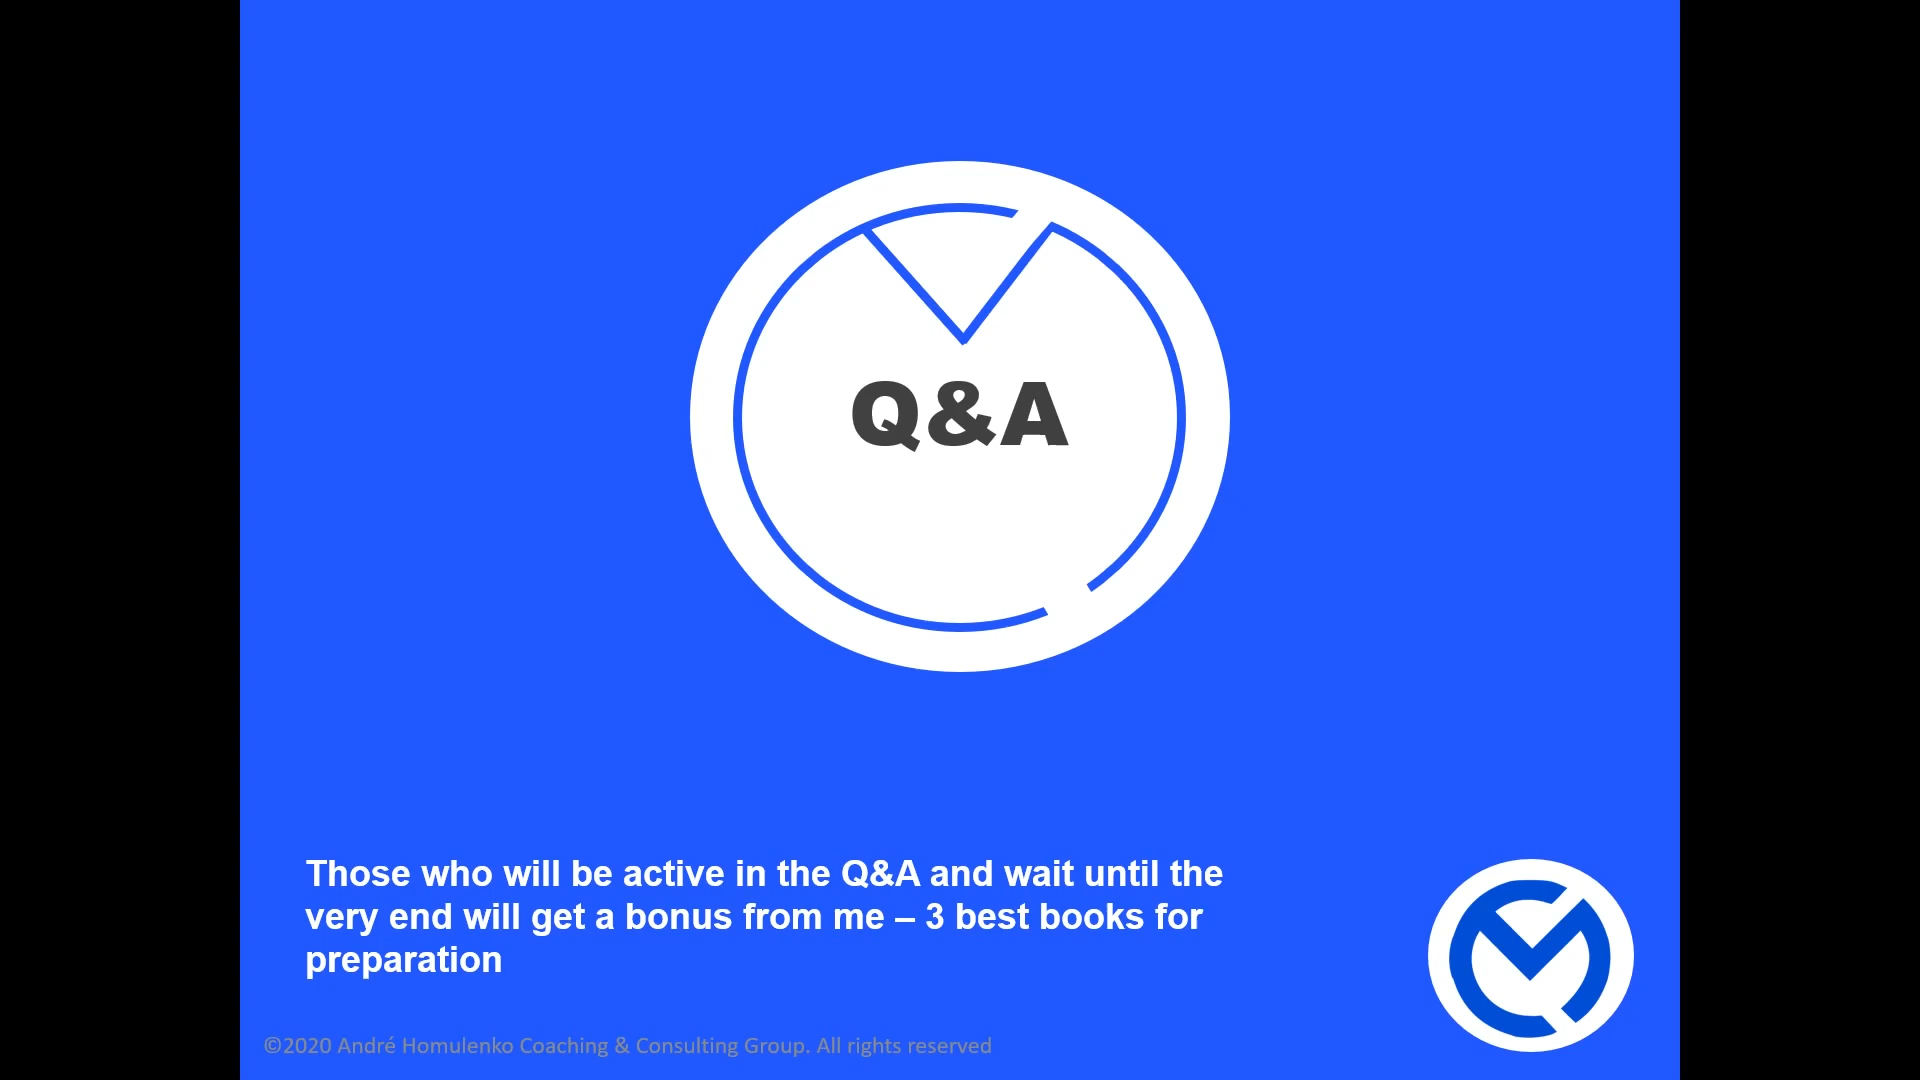 Q&A
Those who will be active in the Q&A and wait until the
very end will get a bonus from me – 3 best books for
preparation
©2020 André Homulenko Coaching & Consulting Group. All rights reserved